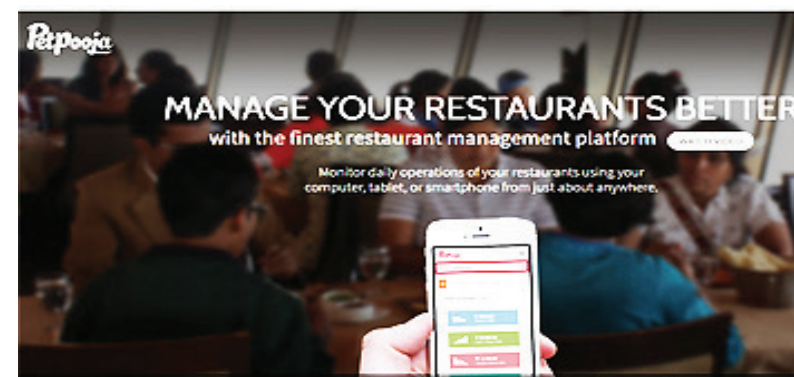 Petpooja
MANAGE YOUR RESTAURANTS BETTER
with the finest restaurant management platform
Monitor daily operations of your restaurants using your
computer, tablet, or smartphone from just about anywhere.